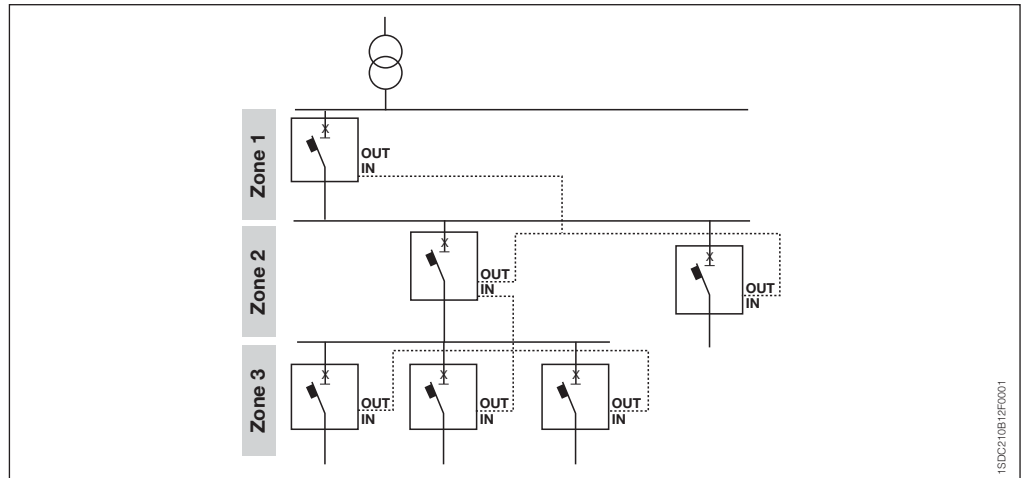 Zone 1
OUT
IN
Zone 2
OUT
IN
OUT
IN
Zone 3
OUT
IN
OUT
IN
OUT
IN
1SDC210B12F0001